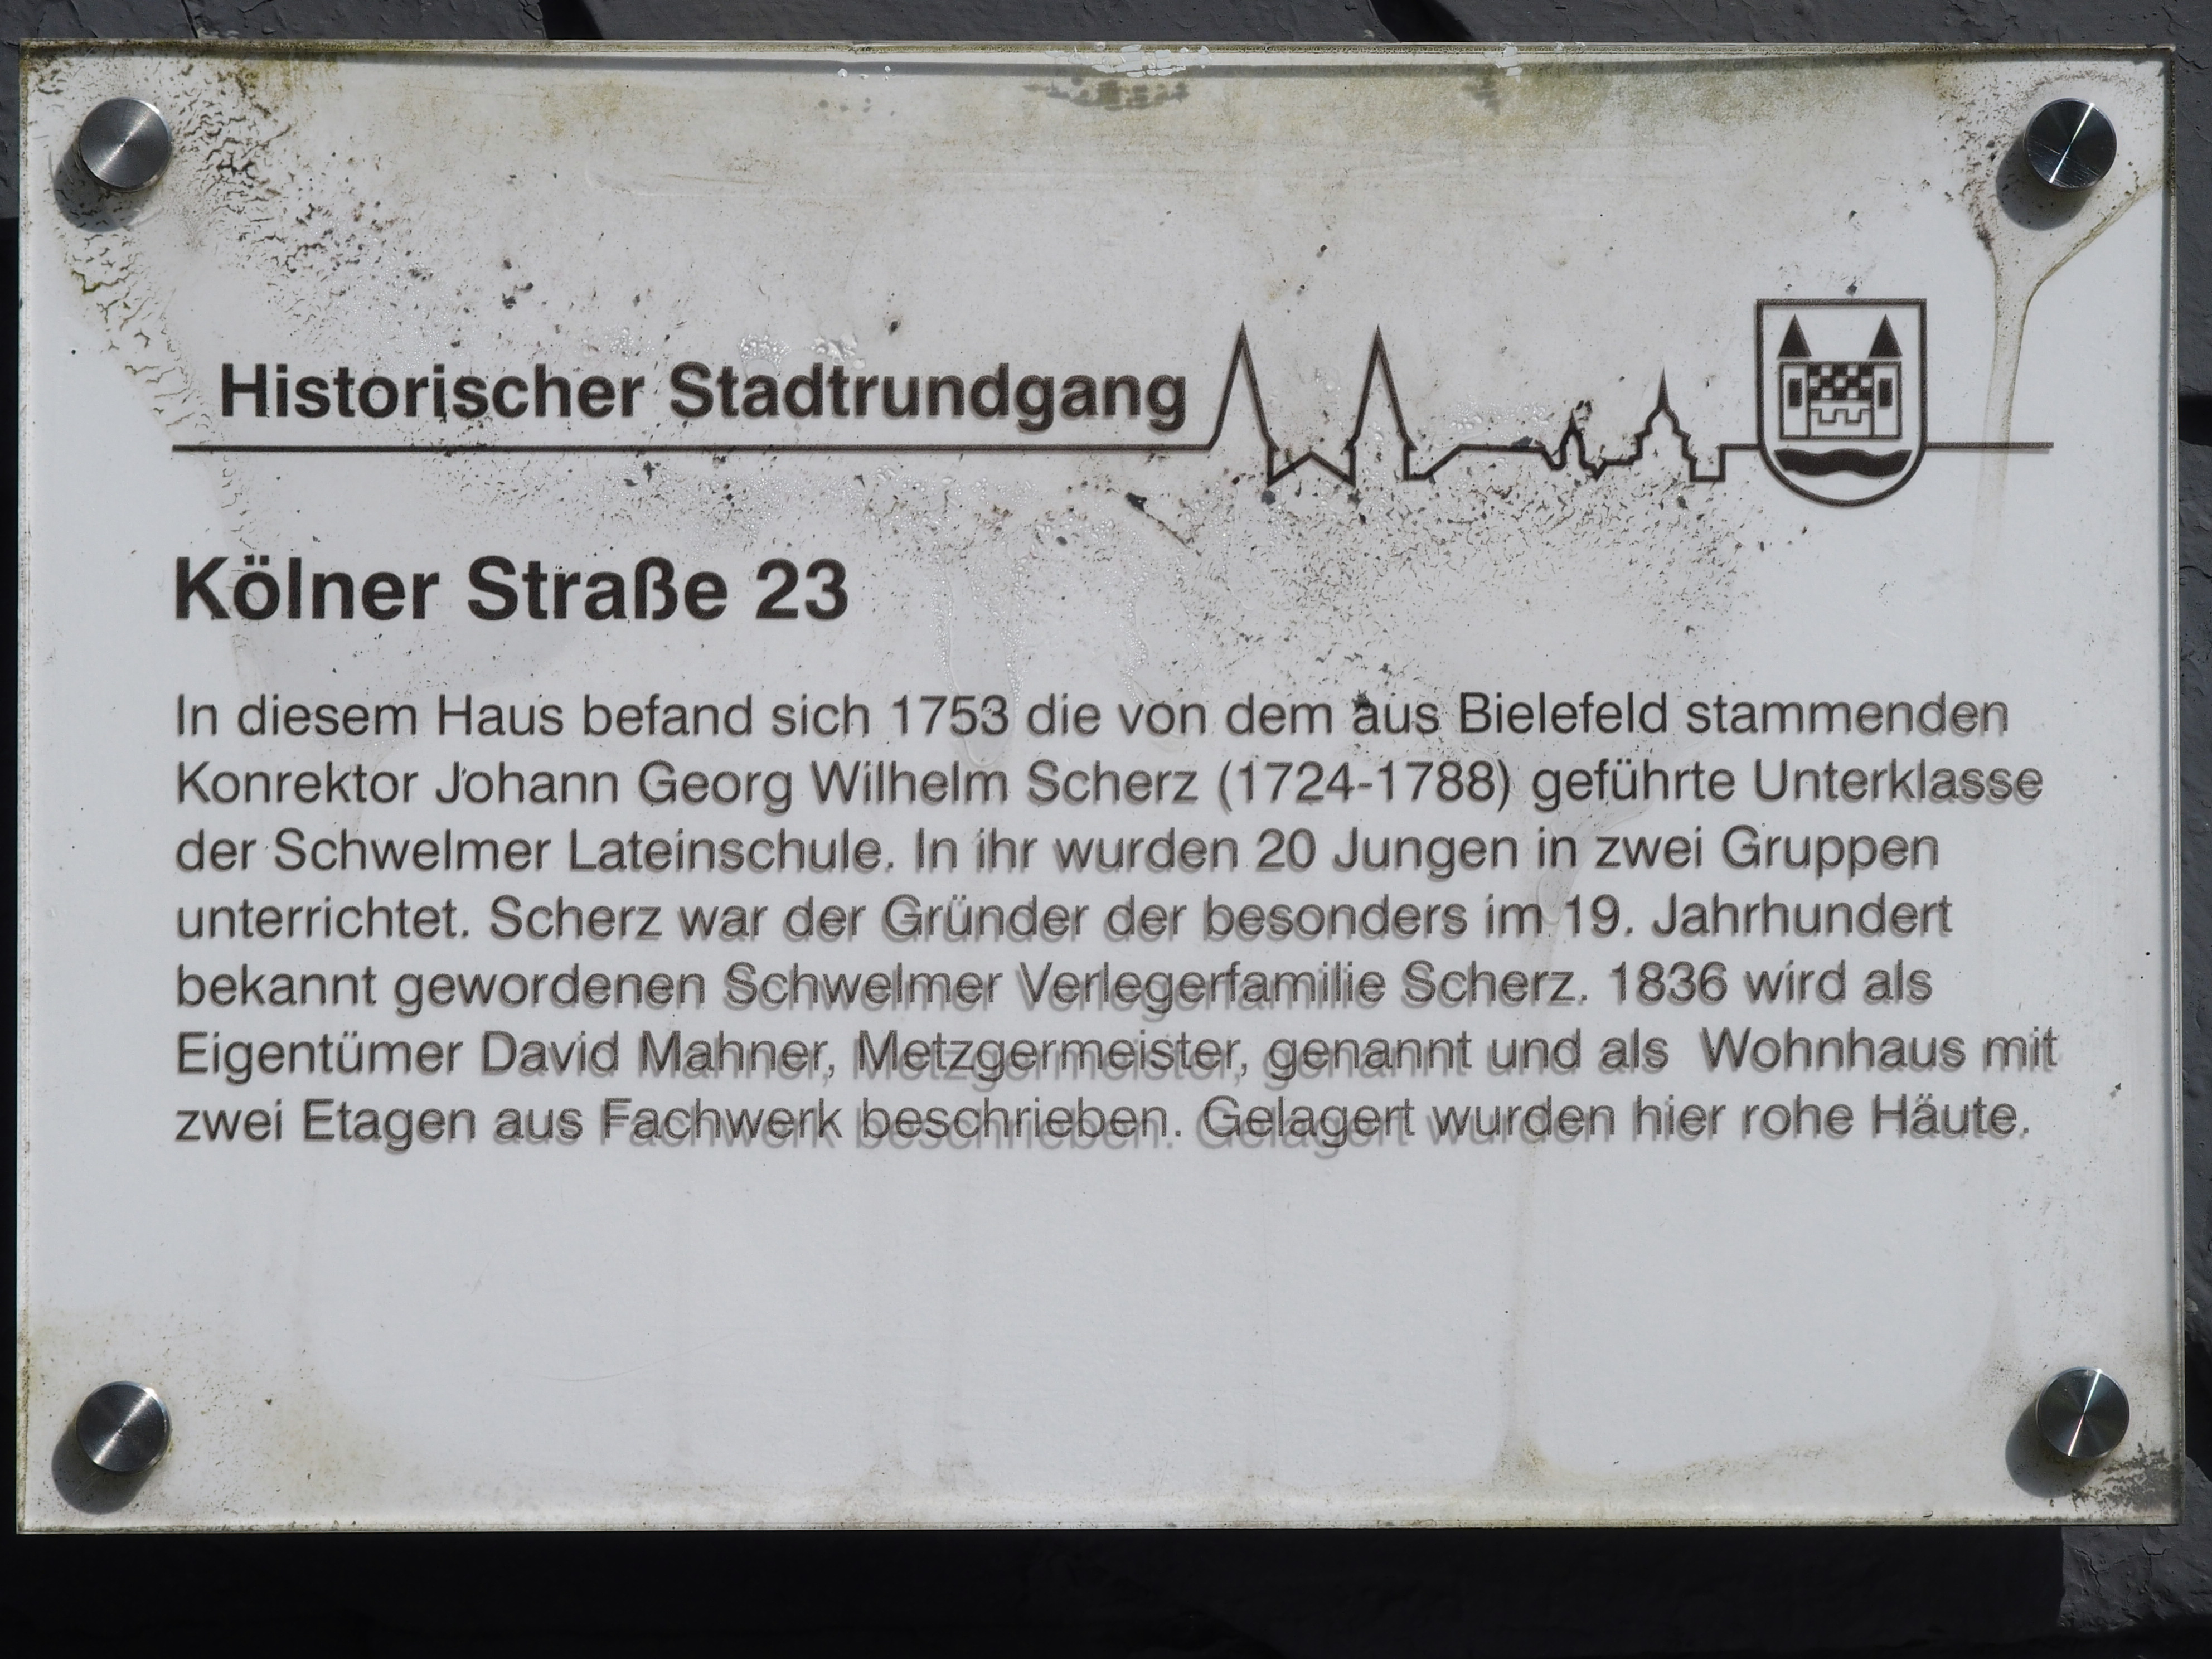 Historischer Stadtrundgang
Kölner Straße 23
In diesem Haus befand sich 1753 die von dem aus Bielefeld stammenden
Konrektor Johann Georg Wilhelm Scherz (1724-1788) geführte Unterklasse
der Schwelmer Lateinschule. In ihr wurden 20 Jungen in zwei Gruppen
unterrichtet. Scherz war der Gründer der besonders im 19. Jahrhundert
bekannt gewordenen Schwelmer Verlegerfamilie Scherz. 1836 wird als
Eigentümer David Mahner, Metzgermeister, genannt und als  Wohnhaus mit
zwei Etagen aus Fachwerk beschrieben. Gelagert wurden hier rohe Häute.